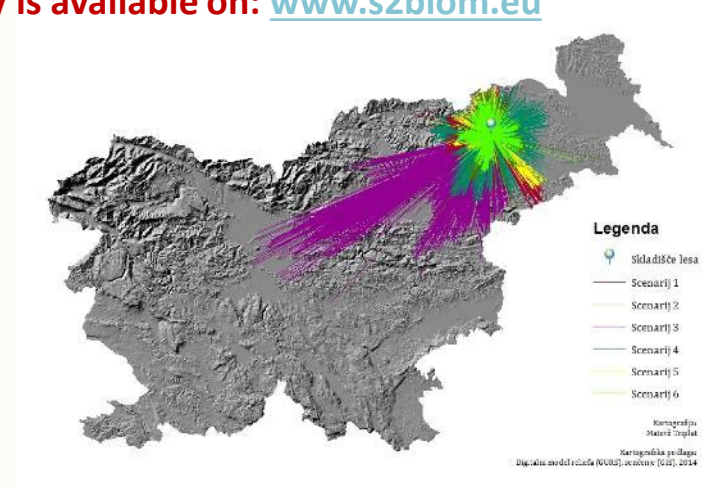 is available on: www.s2biom.eu
Legenda
Skladišče lesa
Scenarij 1
Scenarij 2
Scenarij 3
Scenarij 4
Scenarij 5
Scenarij 6
Kartografija:
Matevž Triplat
Kartografska podlaga:
Digitalni model reliefa (GURS), senčenje (GIS), 2014